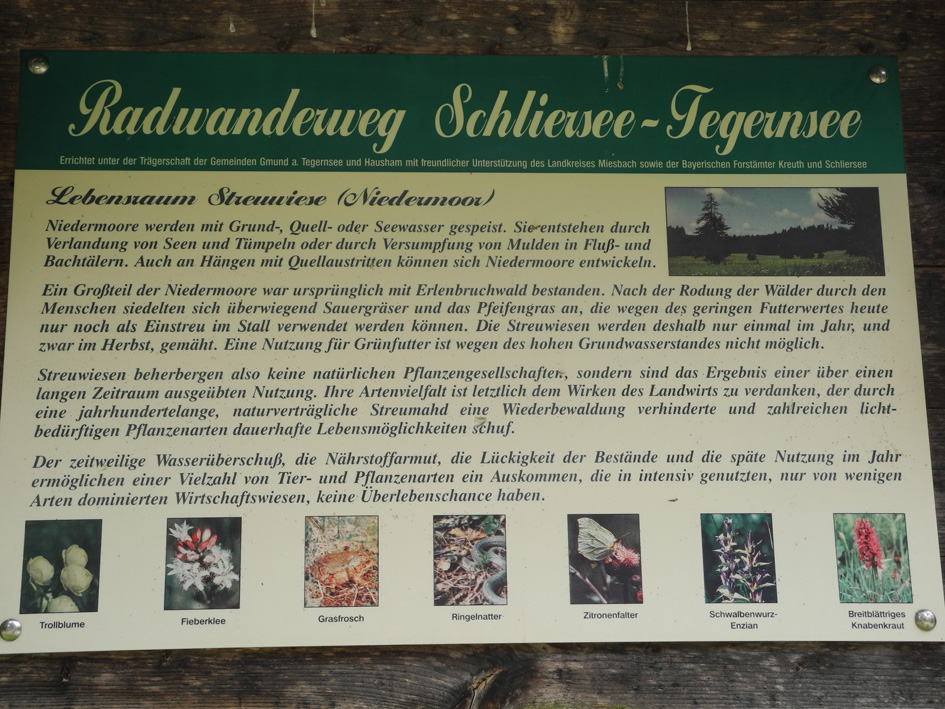 Radwanderweg Schliersee-Tegernsee
Errichtet unter der Trägerschaft der Gemeinden Gmund a. Tegernsee und Hausham mit freundlicher Unterstützung des Landkreises Miesbach sowie der Bayerischen Forstämter Kreuth und Schliersee
Lebensraum Streuwiese (Niedermoor)
Niedermoore werden mit Grund-, Quell- oder Seewasser gespeist. Sie entstehen durch
Verlandung von Seen und Tümpeln oder durch Versumpfung von Mulden in Fluß- und
Bachtälern. Auch an Hängen mit Quellaustritten können sich Niedermoore entwickeln.
Ein Großteil der Niedermoore war ursprünglich mit Erlenbruchwald bestanden. Nach der Rodung der Wälder durch den
Menschen siedelten sich überwiegend Sauergräser und das Pfeifengras an, die wegen des geringen Futterwertes heute
nur noch als Einstreu im Stall verwendet werden können. Die Streuwiesen werden deshalb nur einmal im Jahr, und
zwar im Herbst, gemäht. Eine Nutzung für Grünfutter ist wegen des hohen Grundwasserstandes nicht möglich.
Streuwiesen beherbergen also keine natürlichen Pflanzengesellschaften, sondern sind das Ergebnis einer über einen
langen Zeitraum ausgeübten Nutzung. Ihre Artenvielfalt ist letztlich dem Wirken des Landwirts zu verdanken, der durch
eine jahrhundertelange, naturverträgliche Streumahd eine Wiederbewaldung verhinderte und zahlreichen licht-
bedürftigen Pflanzenarten dauerhafte Lebensmöglichkeiten schuf.
Der zeitweilige Wasserüberschuß, die Nährstoffarmut, die Lückigkeit der Bestände und die späte Nutzung im Jahr
ermöglichen einer Vielzahl von Tier- und Pflanzenarten ein Auskommen, die in intensiv genutzten, nur von wenigen
Arten dominierten Wirtschaftswiesen, keine Überlebenschance haben.
Trollblume
Fieberklee
Grasfrosch
Ringelnatter
Zitronenfalter
Schwalbenwurz-
Enzian
Breitblättriges
Knabenkraut